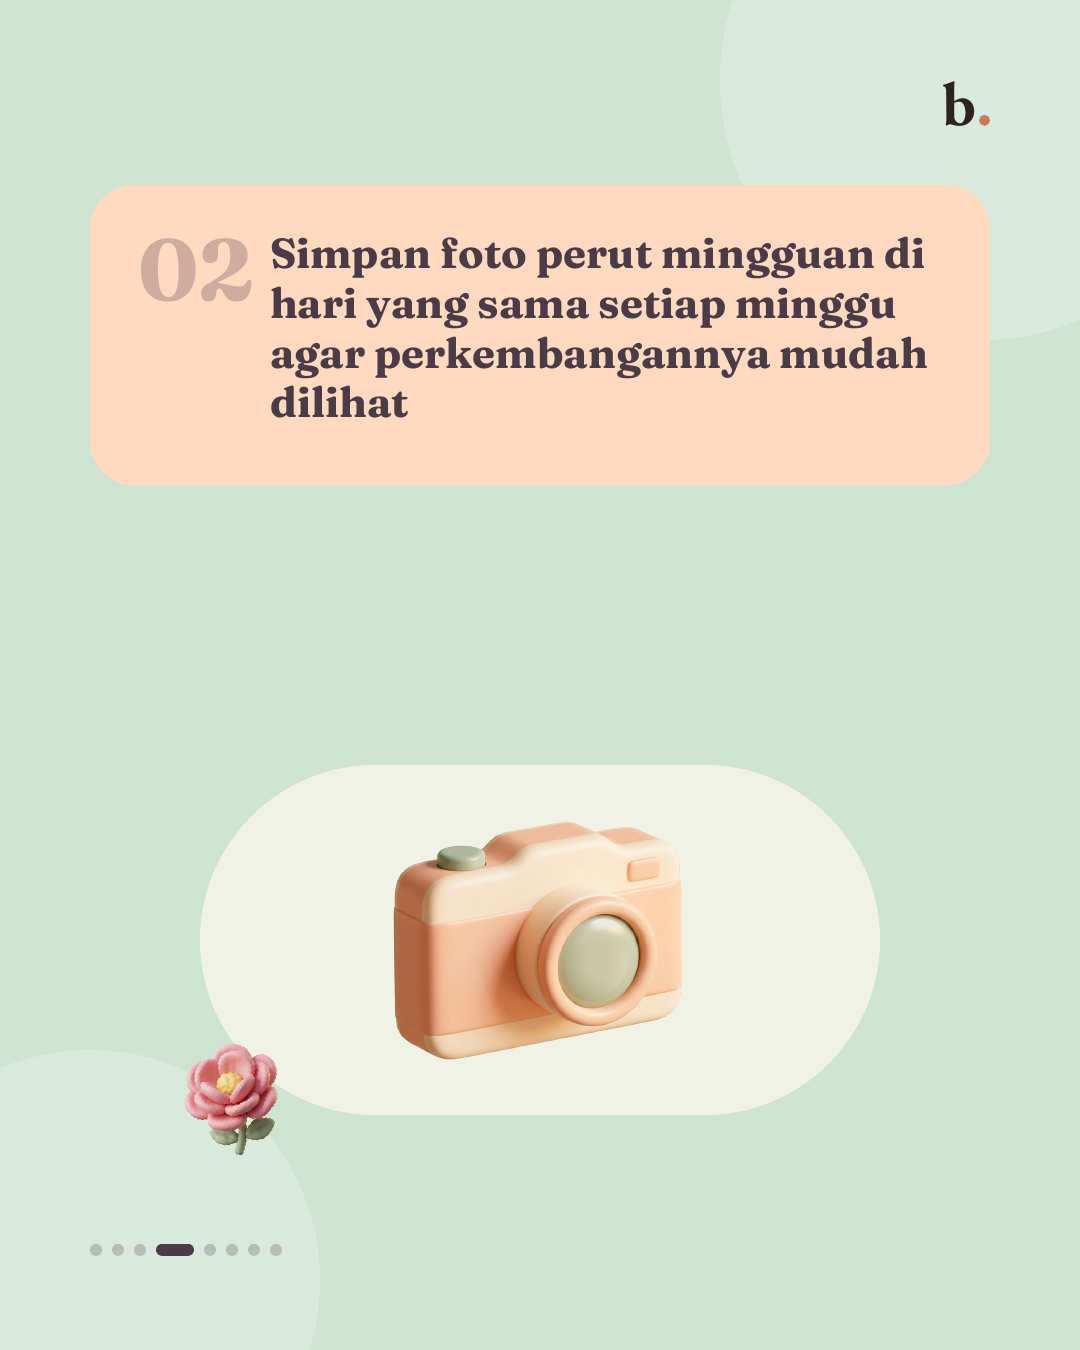 b.
02
Simpan foto perut mingguan di
hari yang sama setiap minggu
agar perkembangannya mudah
dilihat